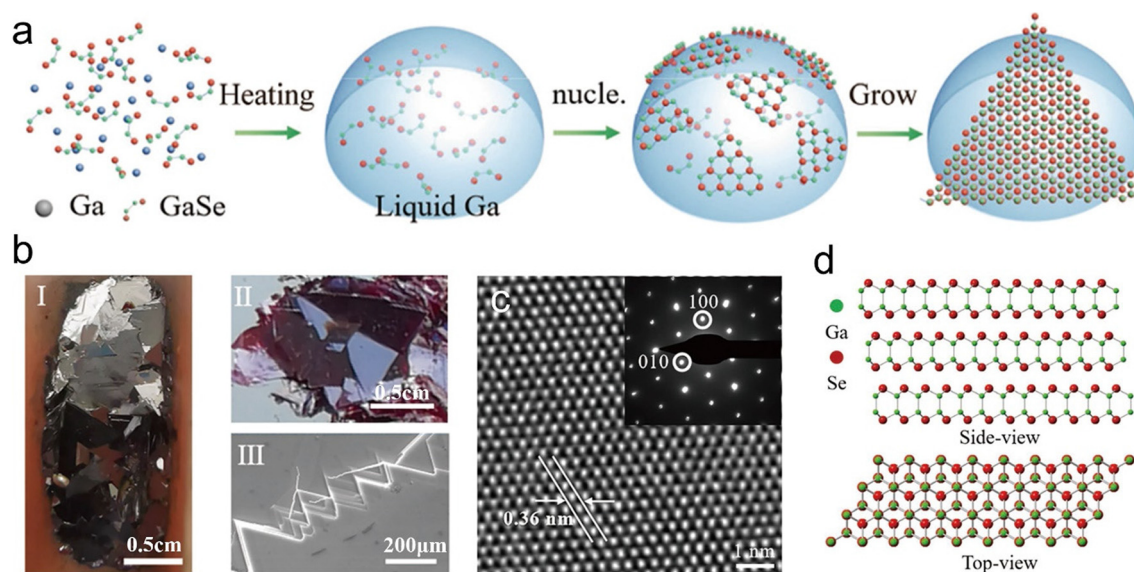 a
Heating
nucle.
Grow
Ga
GaSe
Liquid Ga
b
I
0.5cm
II
0.5cm
III
200μm
c
100
010
0.36 nm
1 nm
d
Ga
Se
Side-view
Top-view